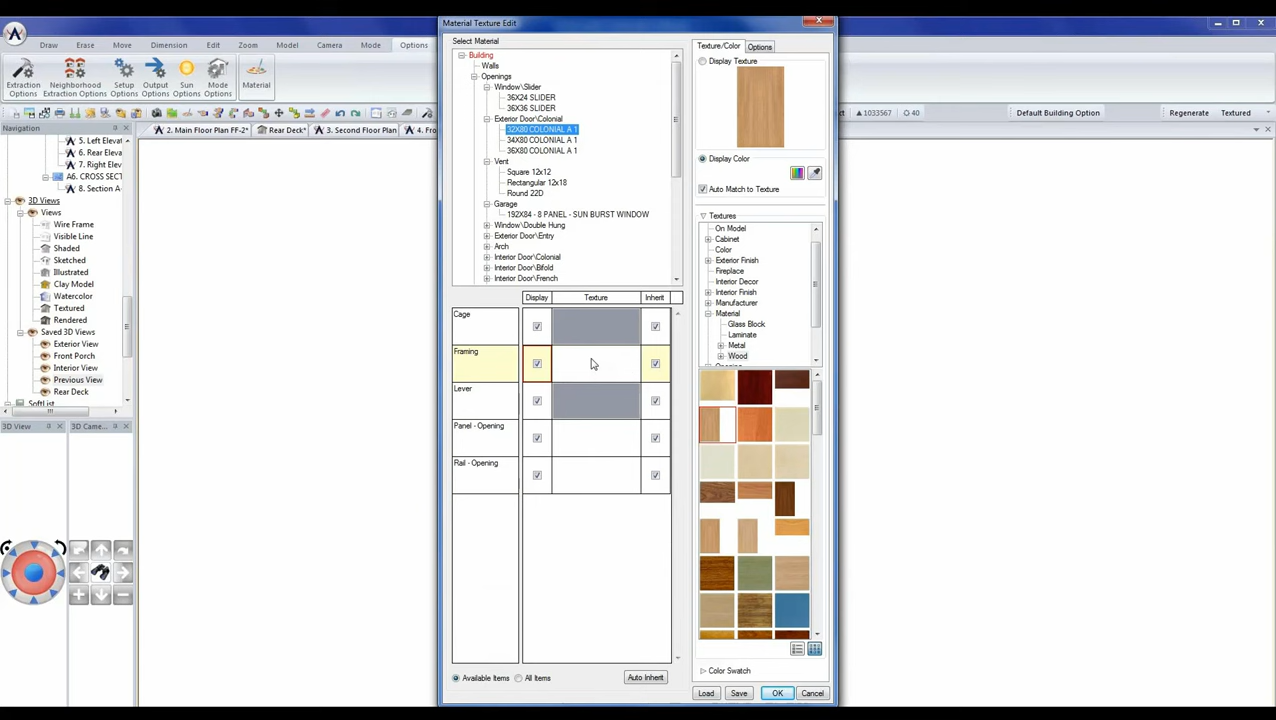 Material Texture Edit
Draw Erase Move Dimension Edit Zoom Model Camera Mode Options
Extraction Options
Neighborhood Extraction Options
Setup Options
Output Options
Sun Options
Mode Options
Material
1033567 40 Default Building Option Regenerate Watertight
Navigation
2. Main Floor Plan FF-2* Rear Deck* 3. Second Floor Plan 4. Fro
5. Left Elevat
6. Rear Eleva
7. Right Elev
A6. CROSS SECT
8. Section A-
3D Views
Views
Wire Frame
Visible Line
Shaded
Sketched
Illustrated
Clay Model
Watercolor
Textured
Rendered
Saved 3D Views
Exterior View
Front Porch
Interior View
Previous View
Rear Deck
SoftList
3D View
3D Came...
Select Material
Building
Walls
Openings
Window\Slider
36X24 SLIDER
36X36 SLIDER
Exterior Door\Colonial
32X80 COLONIAL A 1
34X80 COLONIAL A 1
36X80 COLONIAL A 1
Vent
Square 12x12
Rectangular 12x18
Round 22D
Garage
192X84 - 8 PANEL - SUN BURST WINDOW
Window\Double Hung
Exterior Door\Entry
Arch
Interior Door\Colonial
Interior Door\Bifold
Interior Door\French
Display Texture Inherit
Cage
Framing
Lever
Panel - Opening
Rail - Opening
Available Items All Items Auto Inherit
Texture/Color Options
Display Texture
Display Color
Auto Match to Texture
Textures
On Model
Cabinet
Color
Exterior Finish
Fireplace
Interior Decor
Interior Finish
Manufacturer
Material
Glass Block
Laminate
Metal
Wood
Color Swatch
Load Save OK Cancel